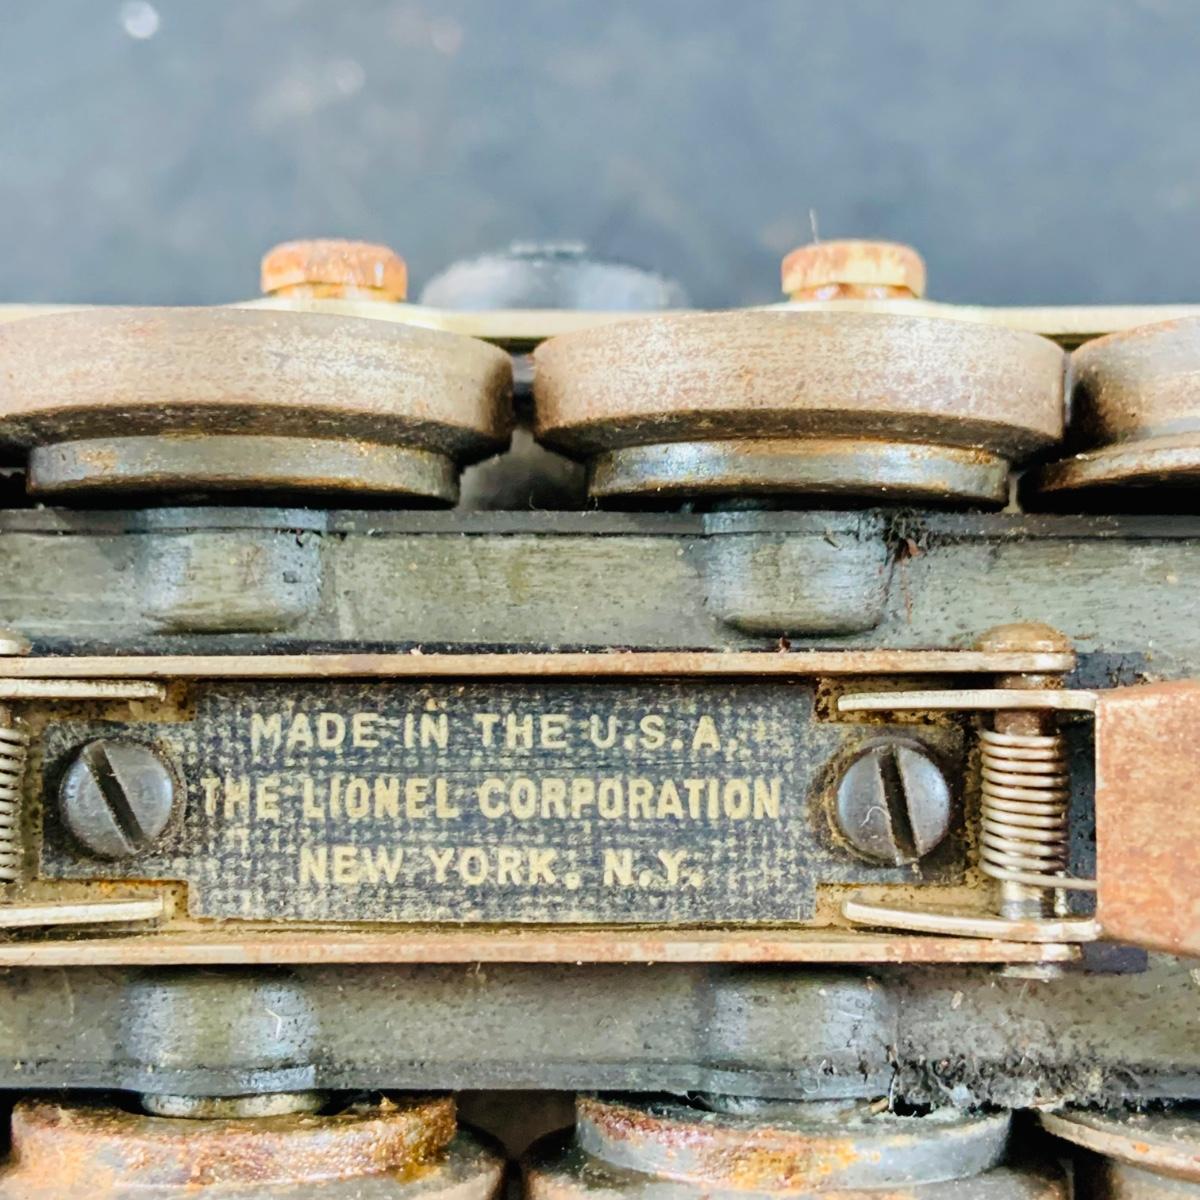 MADE IN THE U.S.A.
THE LIONEL CORPORATION
NEW YORK, N.Y.